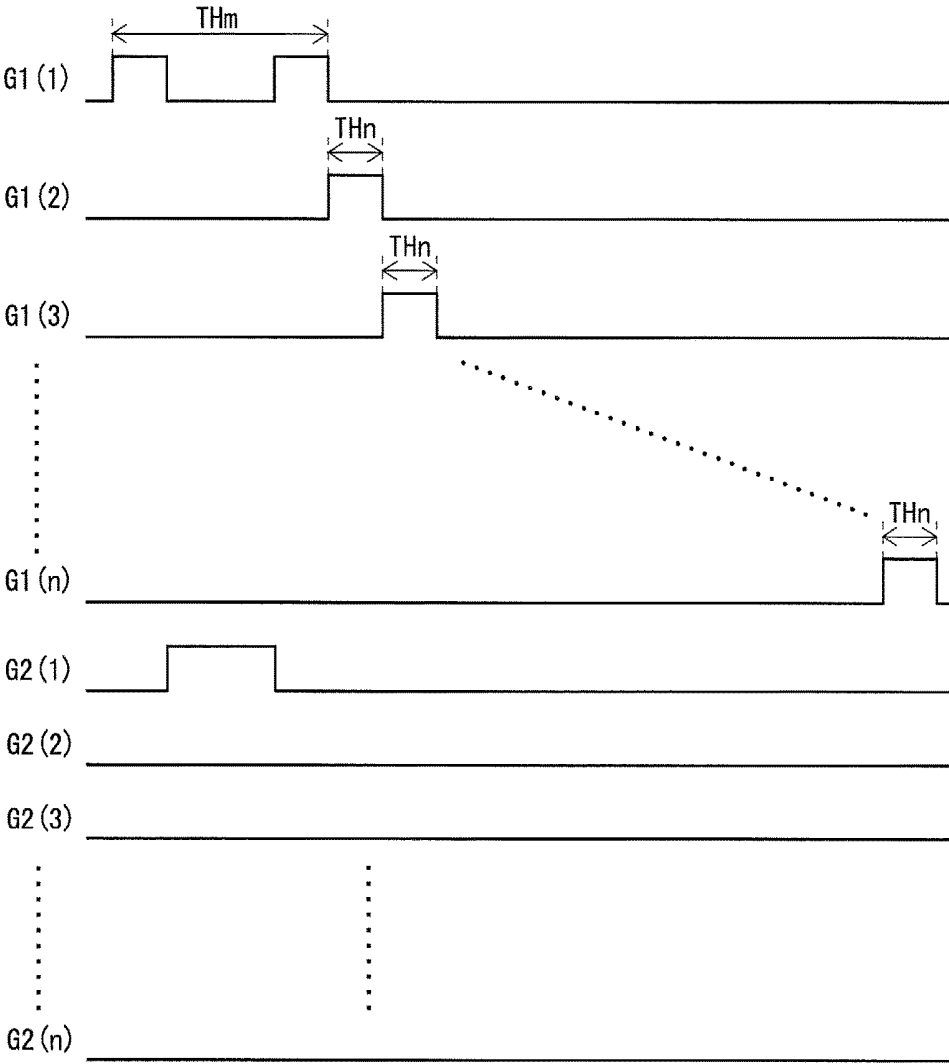 THm
G1(1)
THn
G1(2)
THn
G1(3)
THn
G1(n)
G2(1)
G2(2)
G2(3)
G2(n)